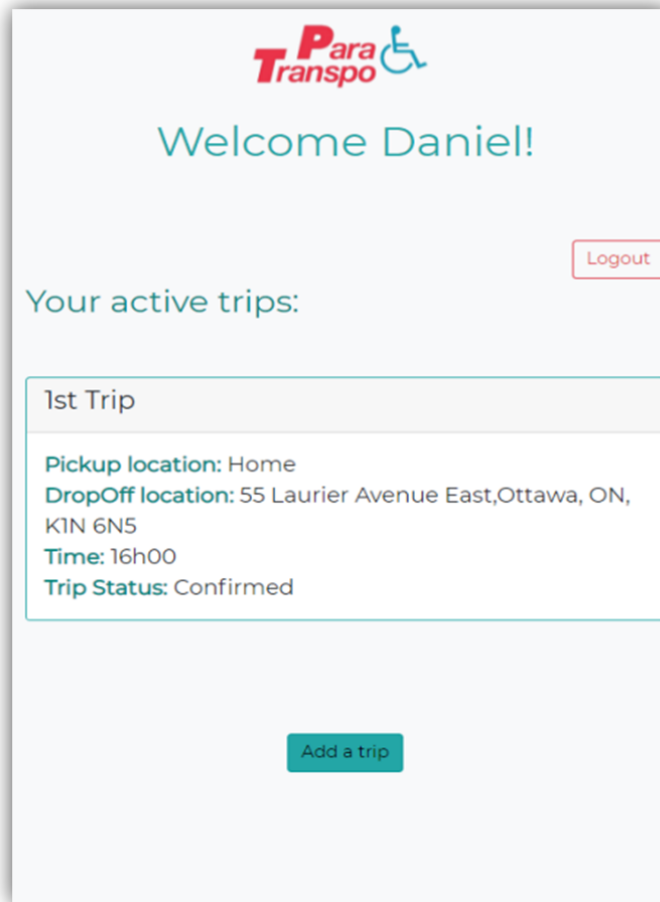 Para
Transpo
Welcome Daniel!
Logout
Your active trips:
1st Trip
Pickup location: Home
DropOff location: 55 Laurier Avenue East,Ottawa, ON,
K1N 6N5
Time: 16h00
Trip Status: Confirmed
Add a trip